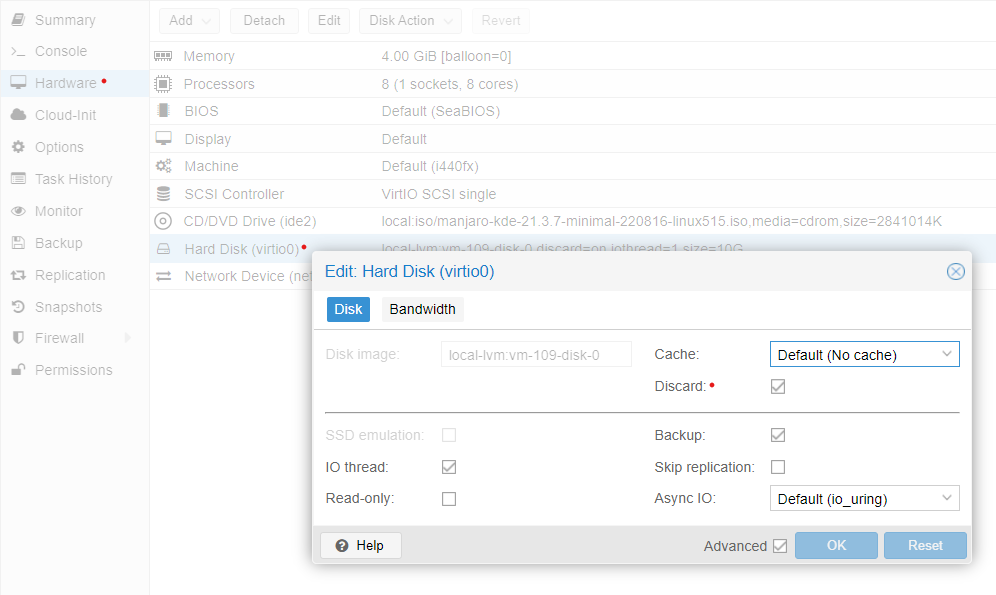 Summary
Console
Hardware
Cloud-Init
Options
Task History
Monitor
Backup
Replication
Snapshots
Firewall
Permissions
Add Detach Edit Disk Action Revert
Memory 4.00 GiB [balloon=0]
Processors 8 (1 sockets, 8 cores)
BIOS Default (SeaBIOS)
Display Default
Machine Default (i440fx)
SCSI Controller VirtIO SCSI single
CD/DVD Drive (ide2) local:iso/manjaro-kde-21.3.7-minimal-220816-linux515.iso,media=cdrom,size=2841014K
Hard Disk (virtio0) local-lvm:vm-109-disk-0,discard=on,iothread=1,size=10G
Network Device (net
Edit: Hard Disk (virtio0)
Disk Bandwidth
Disk image: local-lvm:vm-109-disk-0 Cache: Default (No cache)
Discard:
SSD emulation: Backup:
IO thread: Skip replication:
Read-only: Async IO: Default (io_uring)
Help Advanced OK Reset